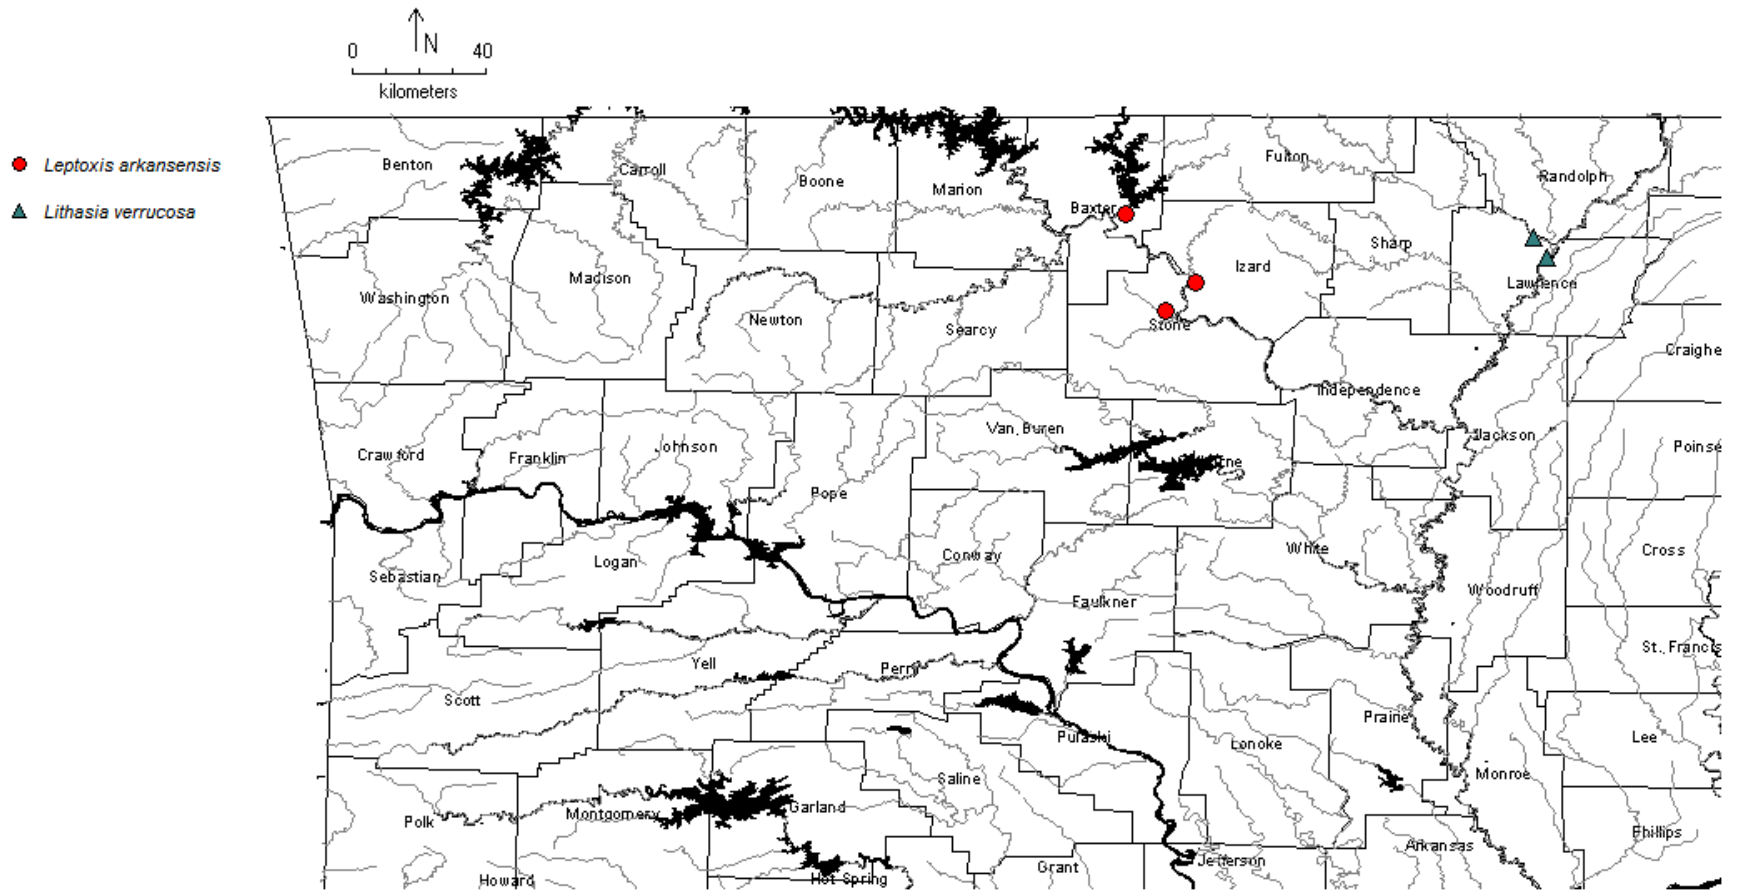 N
0 40
kilometers
Leptoxis arkansensis
Lithasia verrucosa
Benton
Carroll
Boone
Marion
Baxter
Fulton
Randolph
Washington
Madison
Newton
Searcy
Stone
Izard
Sharp
Lawrence
Craighe
Crawford
Franklin
Johnson
Pope
Van Buren
rne
Independence
Jackson
Poinse
Sebastian
Logan
Conway
Faulkner
White
Woodruff
Cross
St. Francis
Scott
Yell
Perry
Pulaski
Lonoke
Prairie
Monroe
Lee
Polk
Montgomery
Garland
Saline
Hot Spring
Grant
Jefferson
Arkansas
Phillips
Howard